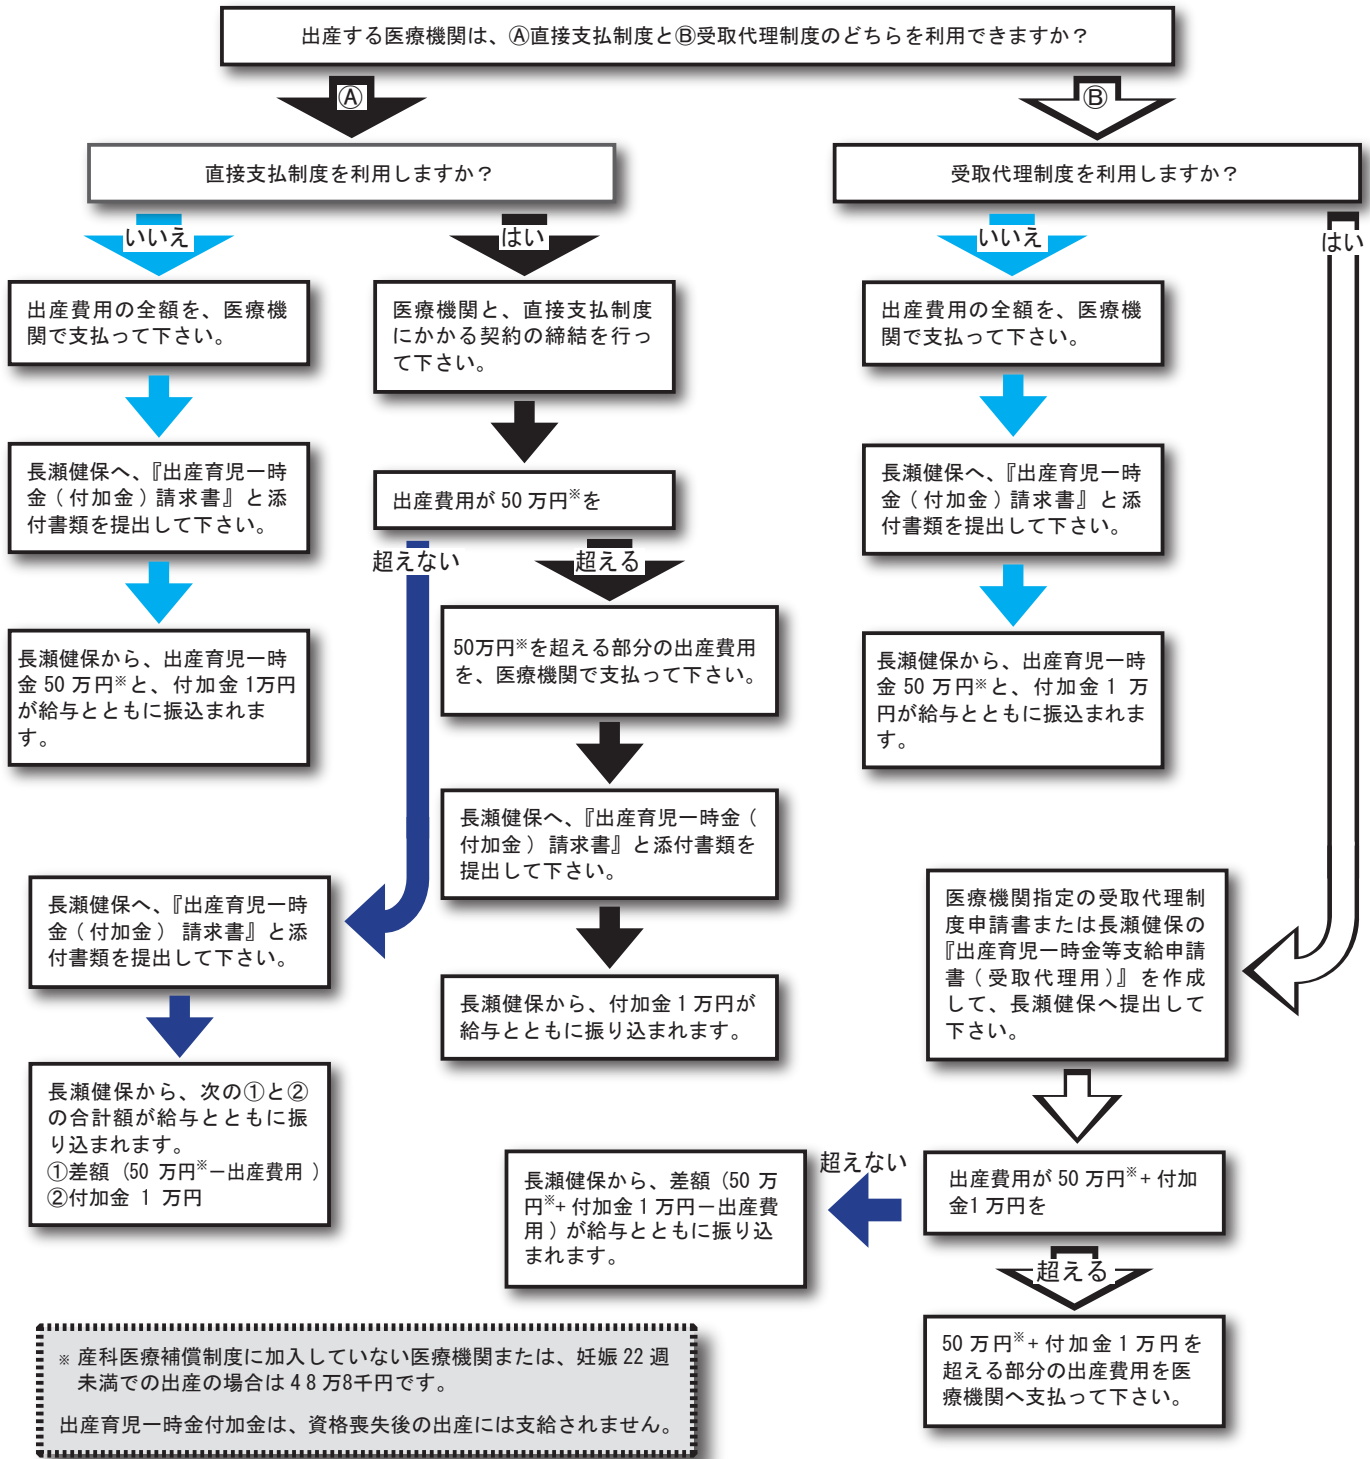 出産する医療機関は、Ⓐ直接支払制度とⒷ受取代理制度のどちらを利用できますか？
Ⓐ
Ⓑ
直接支払制度を利用しますか？
受取代理制度を利用しますか？
いいえ
はい
いいえ
はい
出産費用の全額を、医療機
関で支払って下さい。
医療機関と、直接支払制度
にかかる契約の締結を行っ
て下さい。
出産費用の全額を、医療機
関で支払って下さい。
長瀬健保へ、『出産育児一時
金（付加金）請求書』と添
付書類を提出して下さい。
出産費用が 50 万円※を
長瀬健保へ、『出産育児一時
金（付加金）請求書』と添
付書類を提出して下さい。
超えない
超える
長瀬健保から、出産育児一時
金 50 万円※と、付加金 1万円
が給与とともに振込まれま
す。
50万円※を超える部分の出産費用
を、医療機関で支払って下さい。
長瀬健保から、出産育児一時
金 50 万円※と、付加金 1 万
円が給与とともに振込まれま
す。
長瀬健保へ、『出産育児一時金（
付加金） 請求書』と添付書類を
提出して下さい。
長瀬健保へ、『出産育児一時
金（付加金） 請求書』と添
付書類を提出して下さい。
医療機関指定の受取代理制
度申請書または長瀬健保の
『出産育児一時金等支給申請
書（受取代理用）』を作成
して、長瀬健保へ提出して
下さい。
長瀬健保から、付加金 1 万円が
給与とともに振り込まれます。
長瀬健保から、次の①と②
の合計額が給与とともに振
り込まれます。
①差額（50 万円※－出産費用 ）
②付加金 1 万円
出産費用が 50 万円※+ 付加
金1 万円を
超えない
長瀬健保から、差額（50 万
円※+ 付加金 1 万円－出産費
用 ）が給与とともに振り込
まれます。
超える
50 万円※+ 付加金 1 万円を
超える部分の出産費用を医
療機関へ支払って下さい。
※ 産科医療補償制度に加入していない医療機関または、妊娠 22 週
未満での出産の場合は 4 8 万8千円です。
出産育児一時金付加金は、資格喪失後の出産には支給されません。